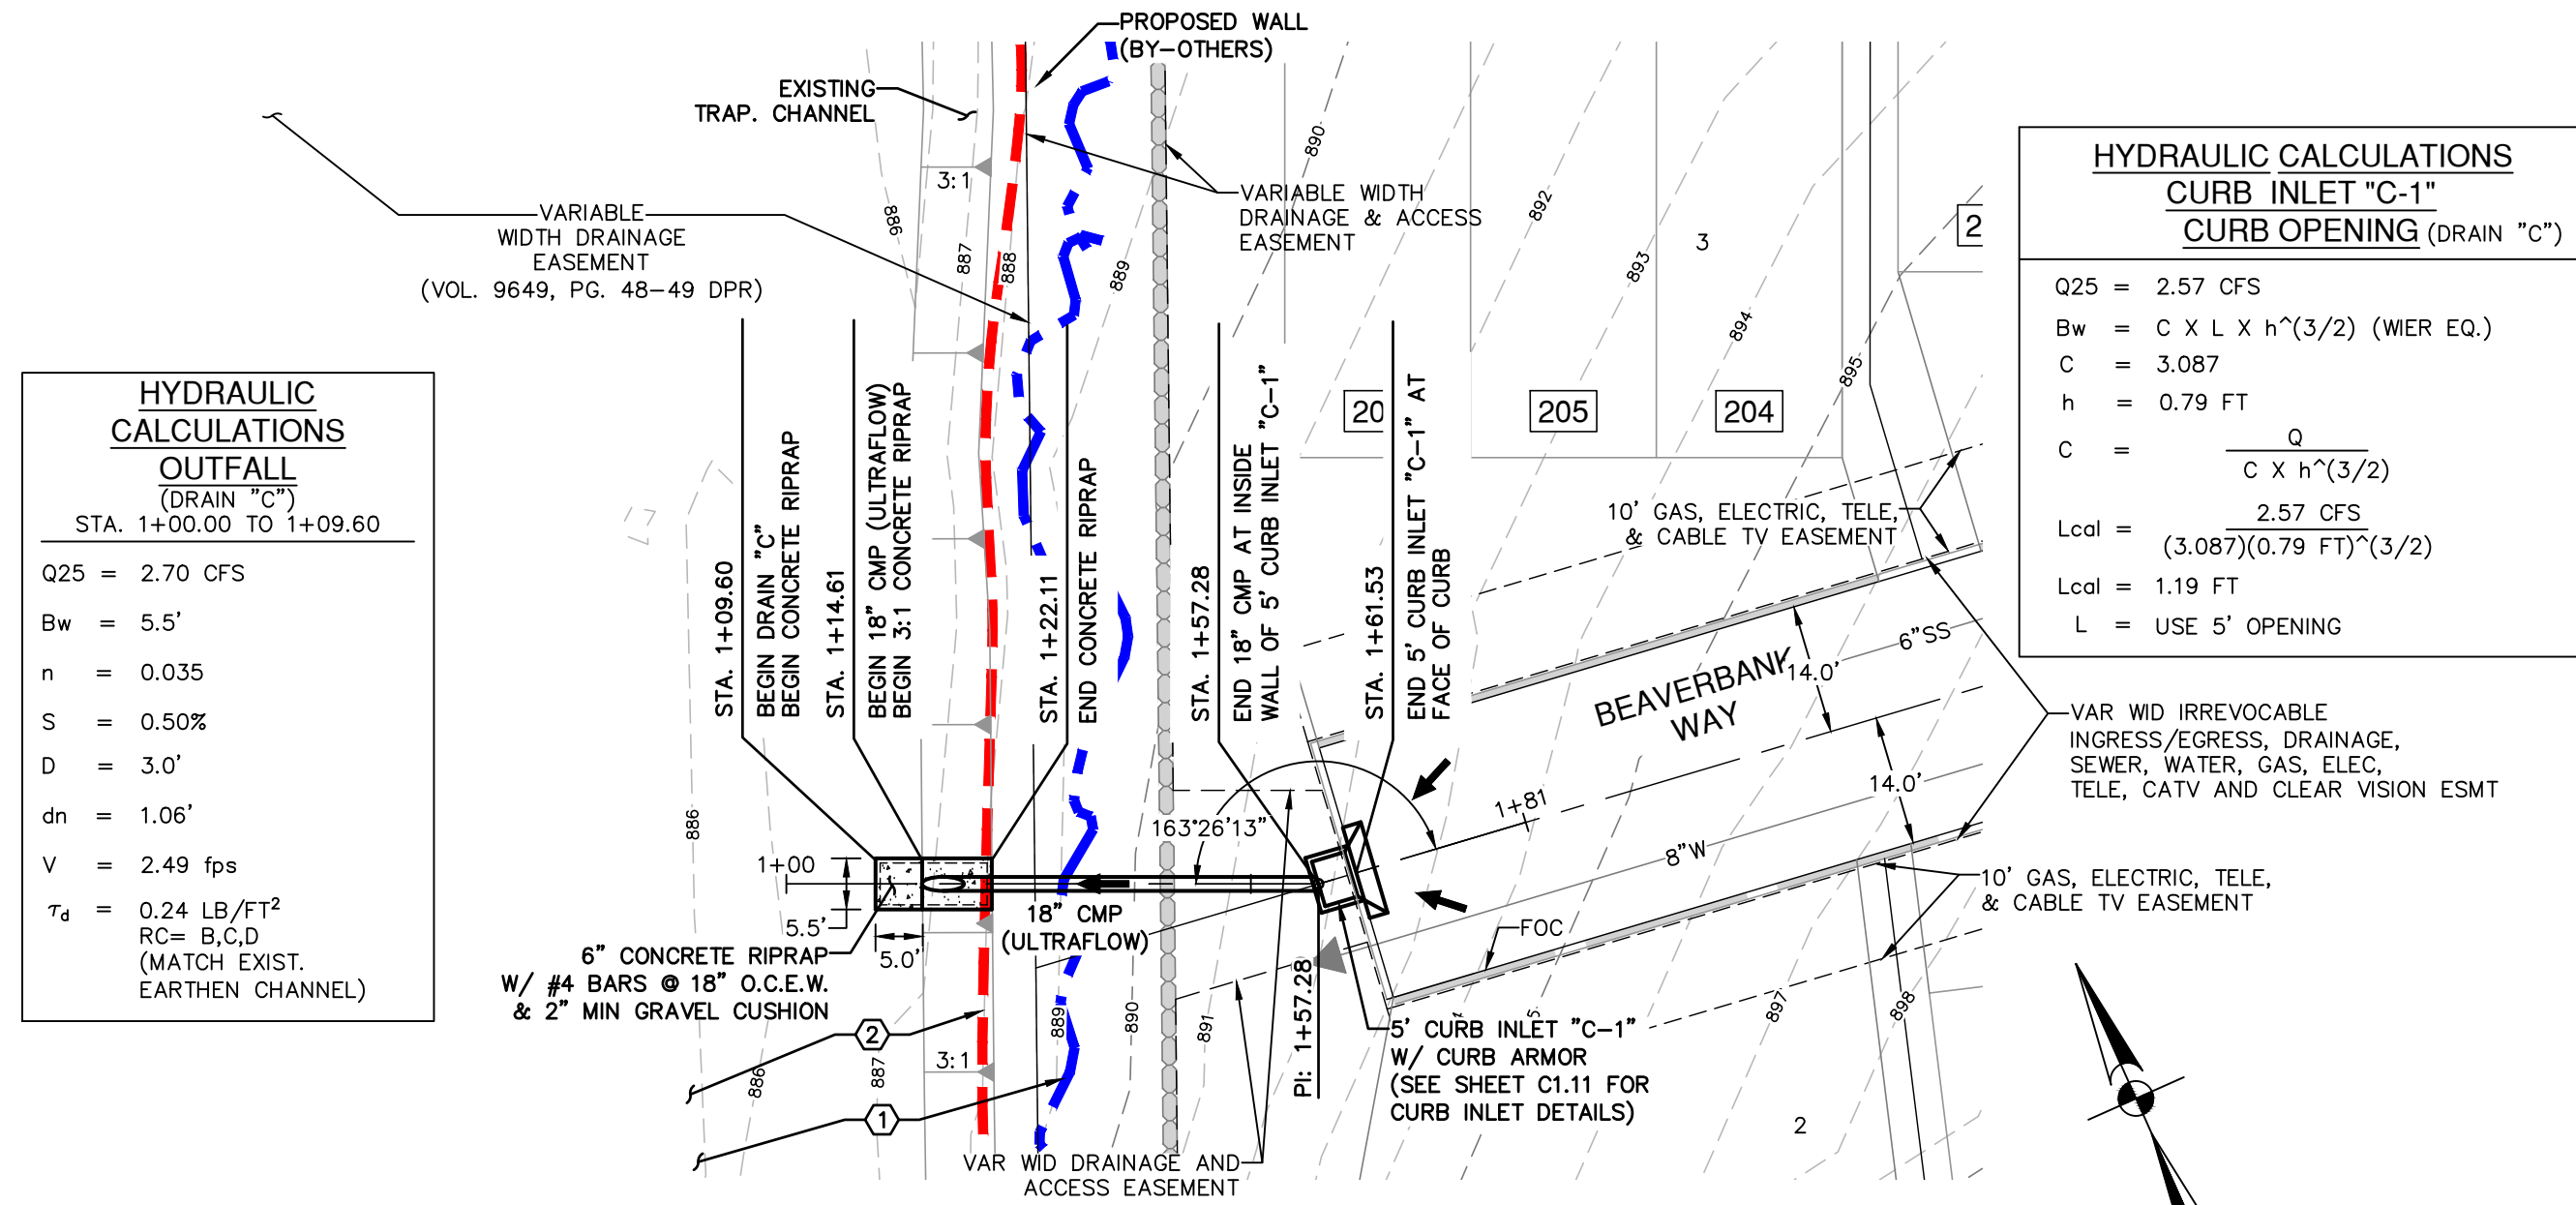 PROPOSED WALL
(BY-OTHERS)
EXISTING
TRAP. CHANNEL
3:1
VARIABLE
WIDTH DRAINAGE
EASEMENT
(VOL. 9649, PG. 48-49 DPR)
VARIABLE WIDTH
DRAINAGE & ACCESS
EASEMENT
886
887
888
889
890
892
893
894
895
3
2
20
205
204
HYDRAULIC CALCULATIONS
CURB INLET "C-1"
CURB OPENING (DRAIN "C")
Q25 = 2.57 CFS
Bw = C X L X h^(3/2) (WIER EQ.)
C = 3.087
h = 0.79 FT
C = Q
C X h^(3/2)
Lcal = 2.57 CFS
(3.087)(0.79 FT)^(3/2)
Lcal = 1.19 FT
L = USE 5' OPENING
HYDRAULIC
CALCULATIONS
OUTFALL
(DRAIN "C")
STA. 1+00.00 TO 1+09.60
Q25 = 2.70 CFS
Bw = 5.5'
n = 0.035
S = 0.50%
D = 3.0'
dn = 1.06'
V = 2.49 fps
τd = 0.24 LB/FT2
RC= B,C,D
(MATCH EXIST.
EARTHEN CHANNEL)
STA. 1+09.60
BEGIN DRAIN "C"
BEGIN CONCRETE RIPRAP
STA. 1+14.61
BEGIN 18" CMP (ULTRAFLOW)
BEGIN 3:1 CONCRETE RIPRAP
STA. 1+22.11
END CONCRETE RIPRAP
STA. 1+57.28
END 18" CMP AT INSIDE
WALL OF 5' CURB INLET "C-1"
STA. 1+61.53
END 5' CURB INLET "C-1" AT
FACE OF CURB
10' GAS, ELECTRIC, TELE,
& CABLE TV EASEMENT
BEAVERBANK
WAY
14.0'
6"SS
14.0'
8"W
1+81
163°26'13"
VAR WID IRREVOCABLE
INGRESS/EGRESS, DRAINAGE,
SEWER, WATER, GAS, ELEC,
TELE, CATV AND CLEAR VISION ESMT
10' GAS, ELECTRIC, TELE,
& CABLE TV EASEMENT
FOC
886
1+00
5.5'
5.0'
18" CMP
(ULTRAFLOW)
6" CONCRETE RIPRAP
W/ #4 BARS @ 18" O.C.E.W.
& 2" MIN GRAVEL CUSHION
2
1
3:1
886
887
889
890
891
PI: 1+57.28
5' CURB INLET "C-1"
W/ CURB ARMOR
(SEE SHEET C1.11 FOR
CURB INLET DETAILS)
897
898
2
VAR WID DRAINAGE AND
ACCESS EASEMENT